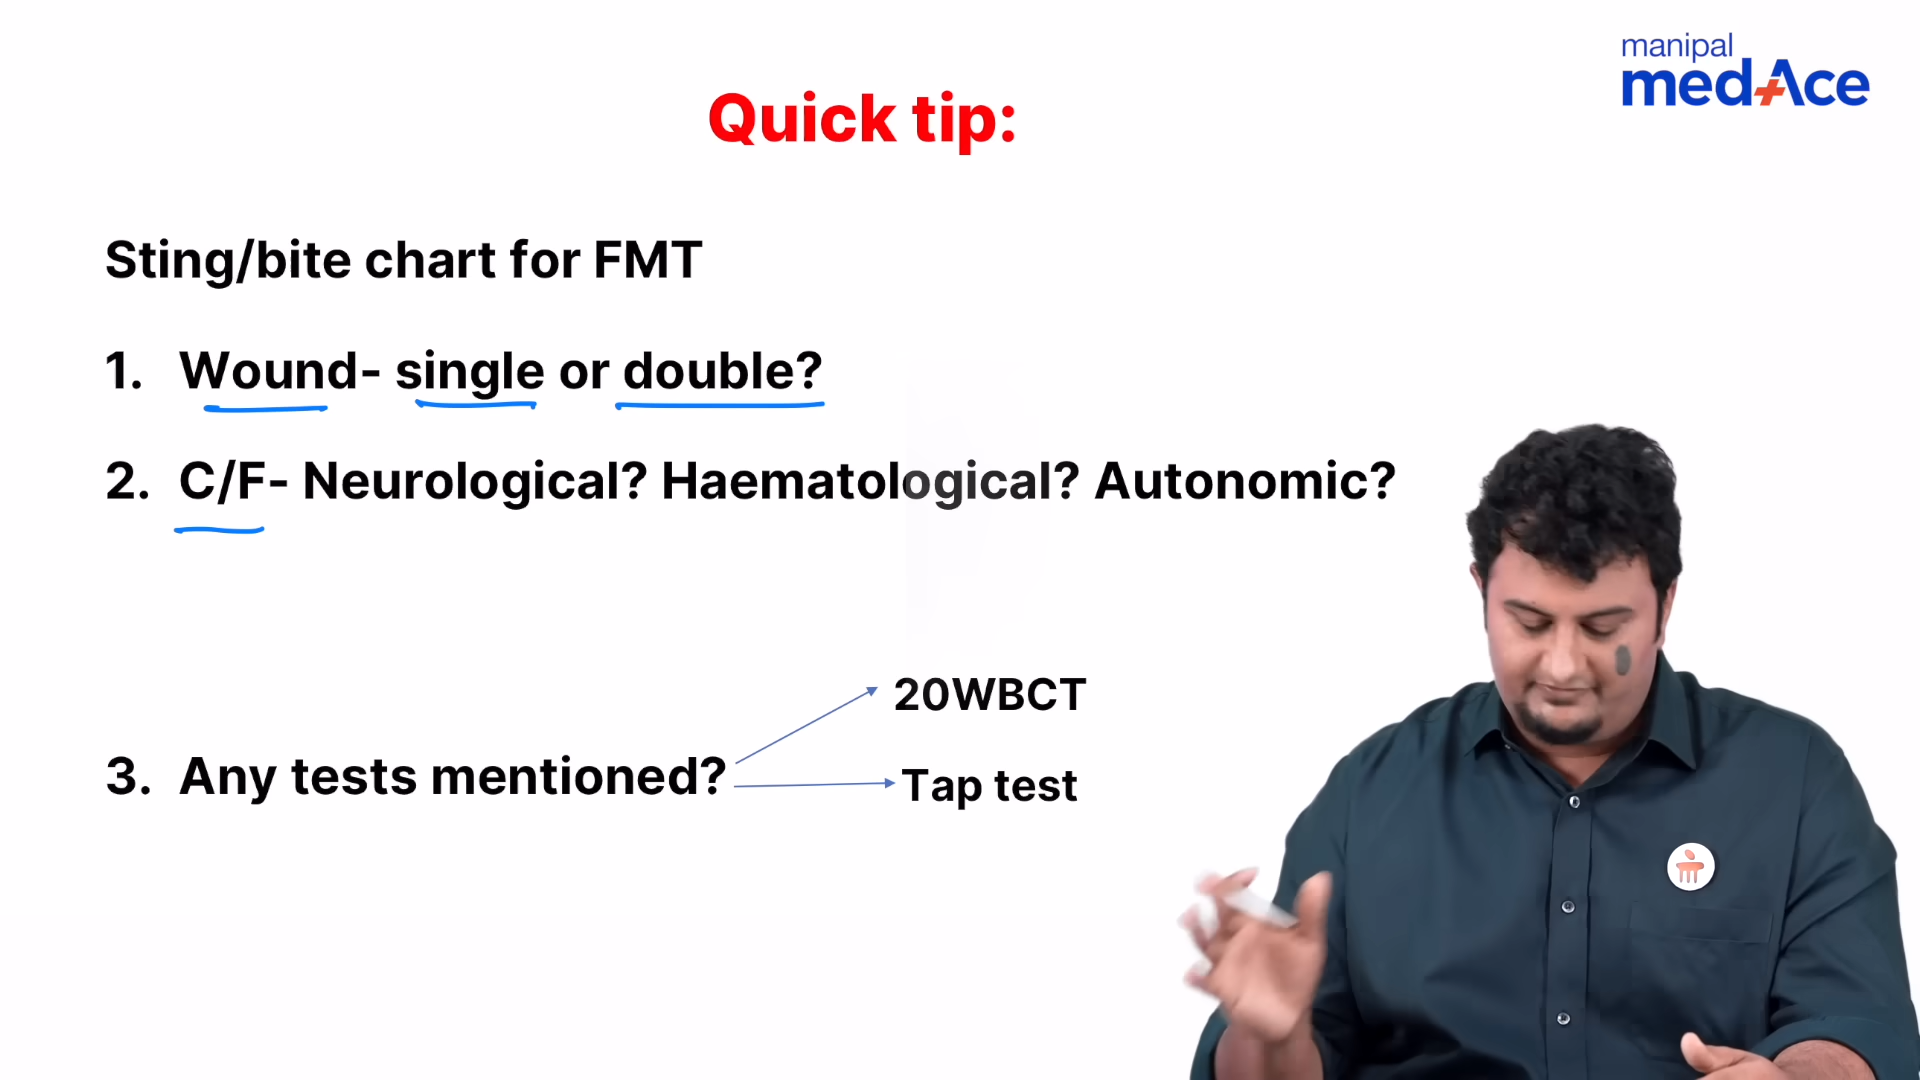 manipal
medAce
Quick tip:
Sting/bite chart for FMT
1. Wound- single or double?
2. C/F- Neurological? Haematological? Autonomic?
20WBCT
3. Any tests mentioned?
Tap test